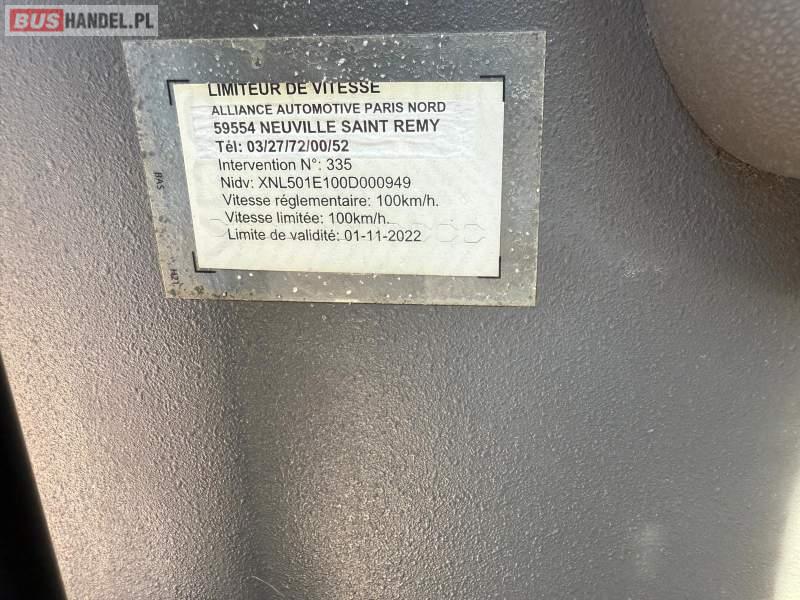 BUSHANDEL.PL
LIMITEUR DE VITESSE
ALLIANCE AUTOMOTIVE PARIS NORD
59554 NEUVILLE SAINT REMY
Tél: 03/27/72/00/52
Intervention N°: 335
Nidv: XNL501E100D000949
Vitesse réglementaire: 100km/h.
Vitesse limitée: 100km/h.
Limite de validité: 01-11-2022
BAS